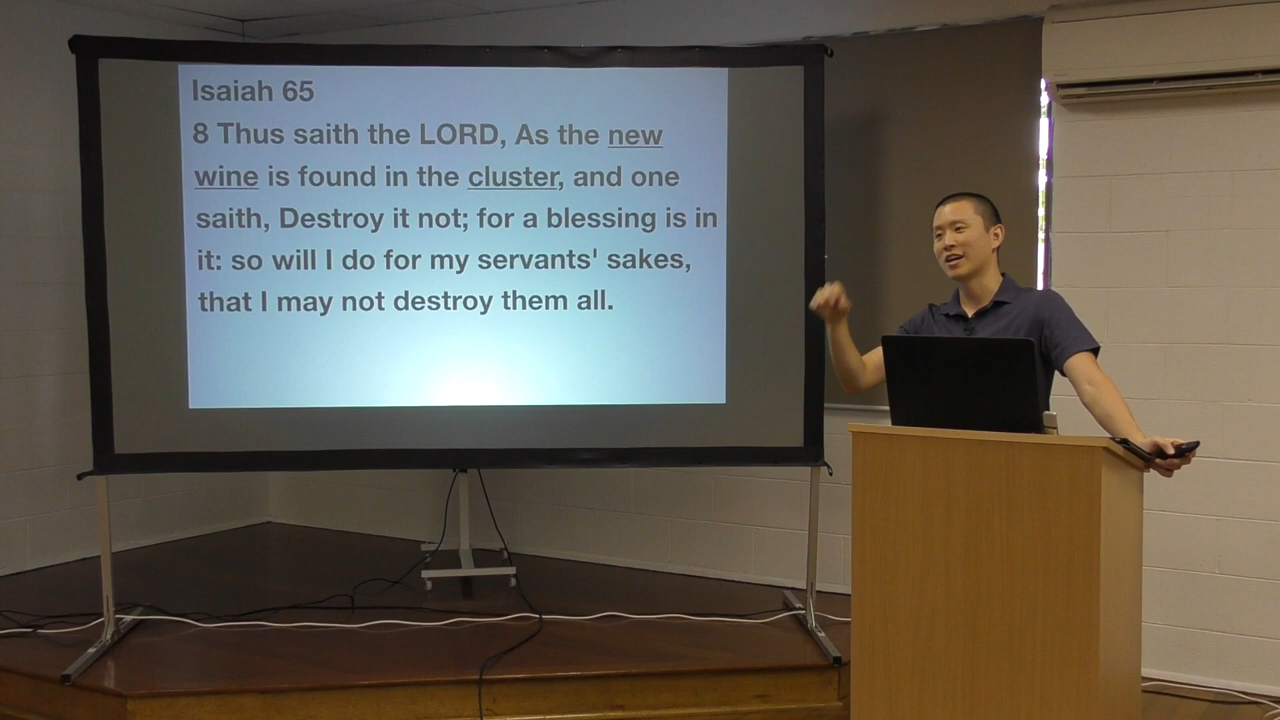 Isaiah 65
8 Thus saith the LORD, As the new
wine is found in the cluster, and one
saith, Destroy it not; for a blessing is in
it: so will I do for my servants' sakes,
that I may not destroy them all.